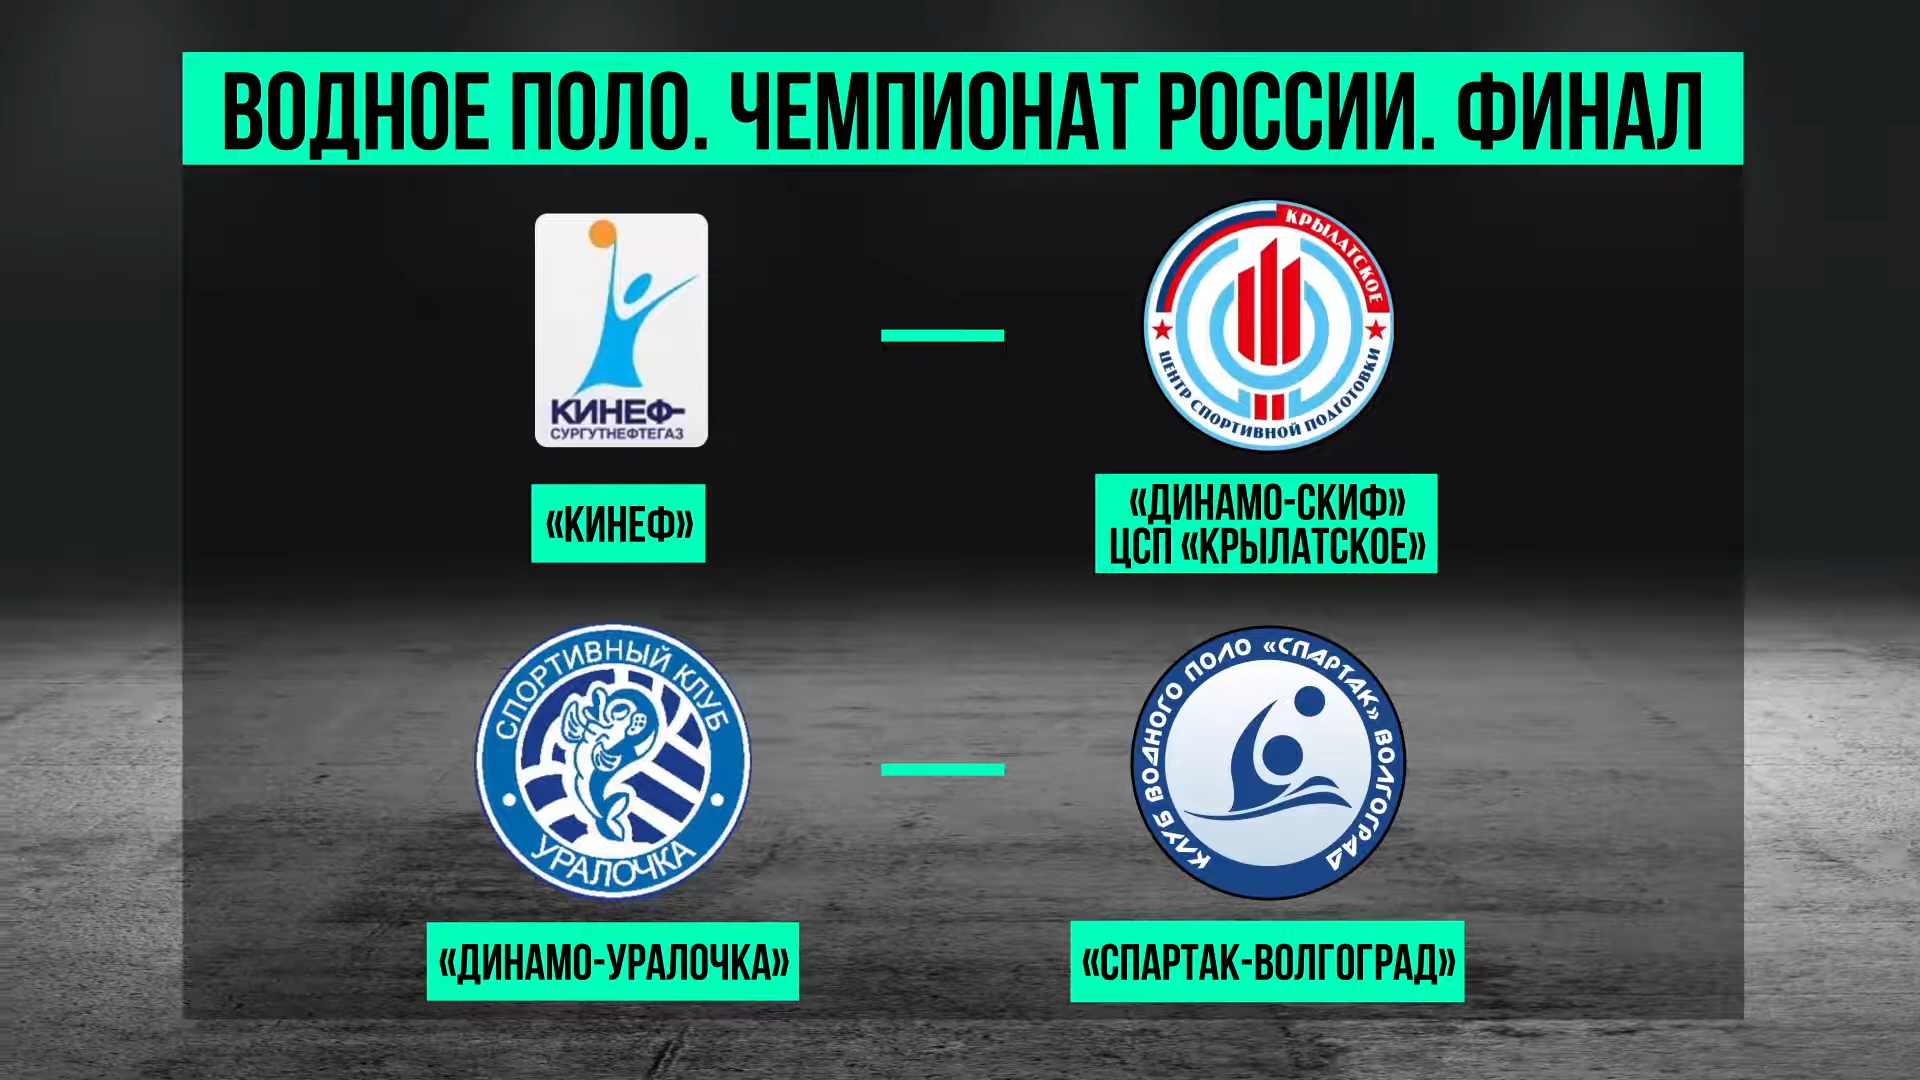 ВОДНОЕ ПОЛО. ЧЕМПИОНАТ РОССИИ. ФИНАЛ
КИНЕФ-
СУРГУТНЕФТЕГАЗ
КРЫЛАТСКОЕ
ЦЕНТР СПОРТИВНОЙ ПОДГОТОВКИ
«КИНЕФ»
«ДИНАМО-СКИФ»
ЦСП «КРЫЛАТСКОЕ»
СПОРТИВНЫЙ КЛУБ
УРАЛОЧКА
КЛУБ ВОДНОГО ПОЛО «СПАРТАК» ВОЛГОГРАД
«ДИНАМО-УРАЛОЧКА»
«СПАРТАК-ВОЛГОГРАД»